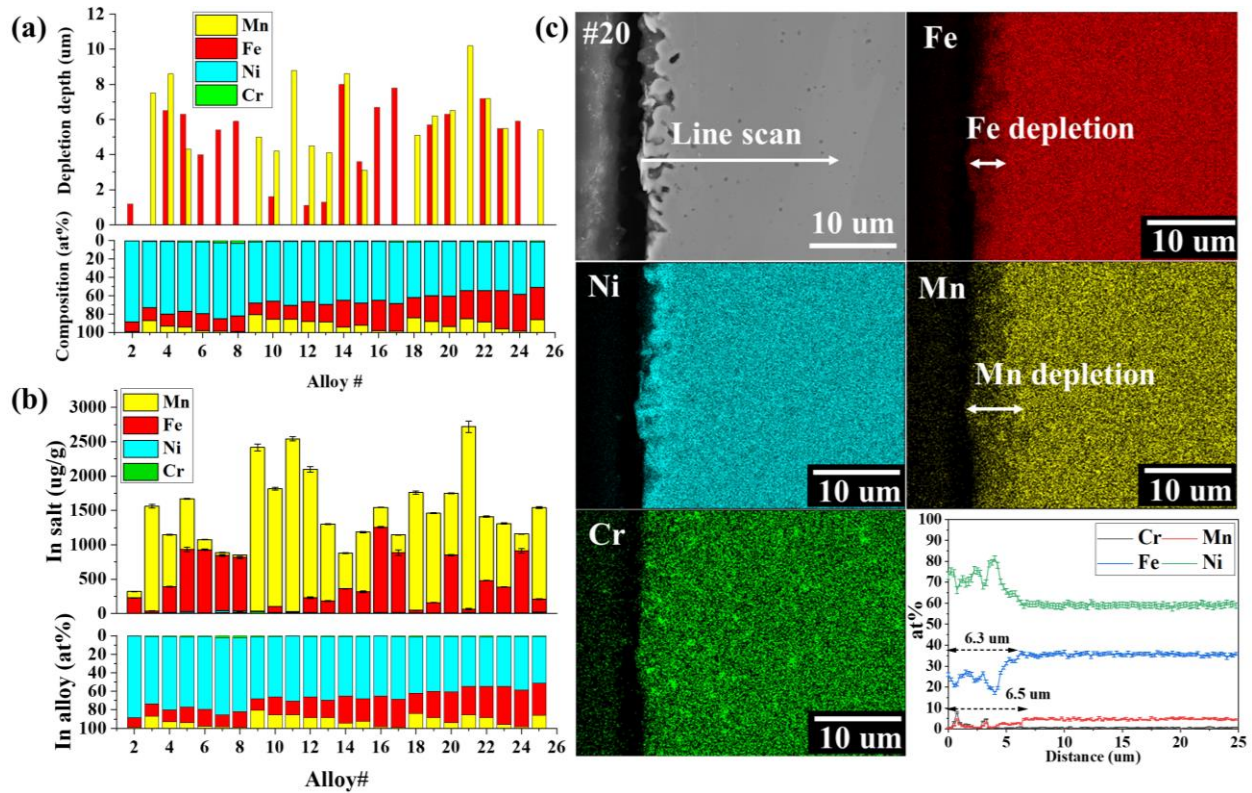 (a)
Mn
Fe
Ni
Cr
Depletion depth (um)
12
10
8
6
4
2
0
Composition (at%)
0
20
40
60
80
100
2 4 6 8 10 12 14 16 18 20 22 24 26
Alloy #
(b)
Mn
Fe
Ni
Cr
In salt (ug/g)
3000
2500
2000
1500
1000
500
0
In alloy (at%)
0
20
40
60
80
100
2 4 6 8 10 12 14 16 18 20 22 24 26
Alloy#
(c)
#20
Line scan
10 um
Fe
Fe depletion
10 um
Ni
10 um
Mn
Mn depletion
10 um
Cr
10 um
Cr Mn
Fe Ni
at%
100
90
80
70
60
50
40
30
20
10
0
6.3 um
6.5 um
0 5 10 15 20 25
Distance (um)